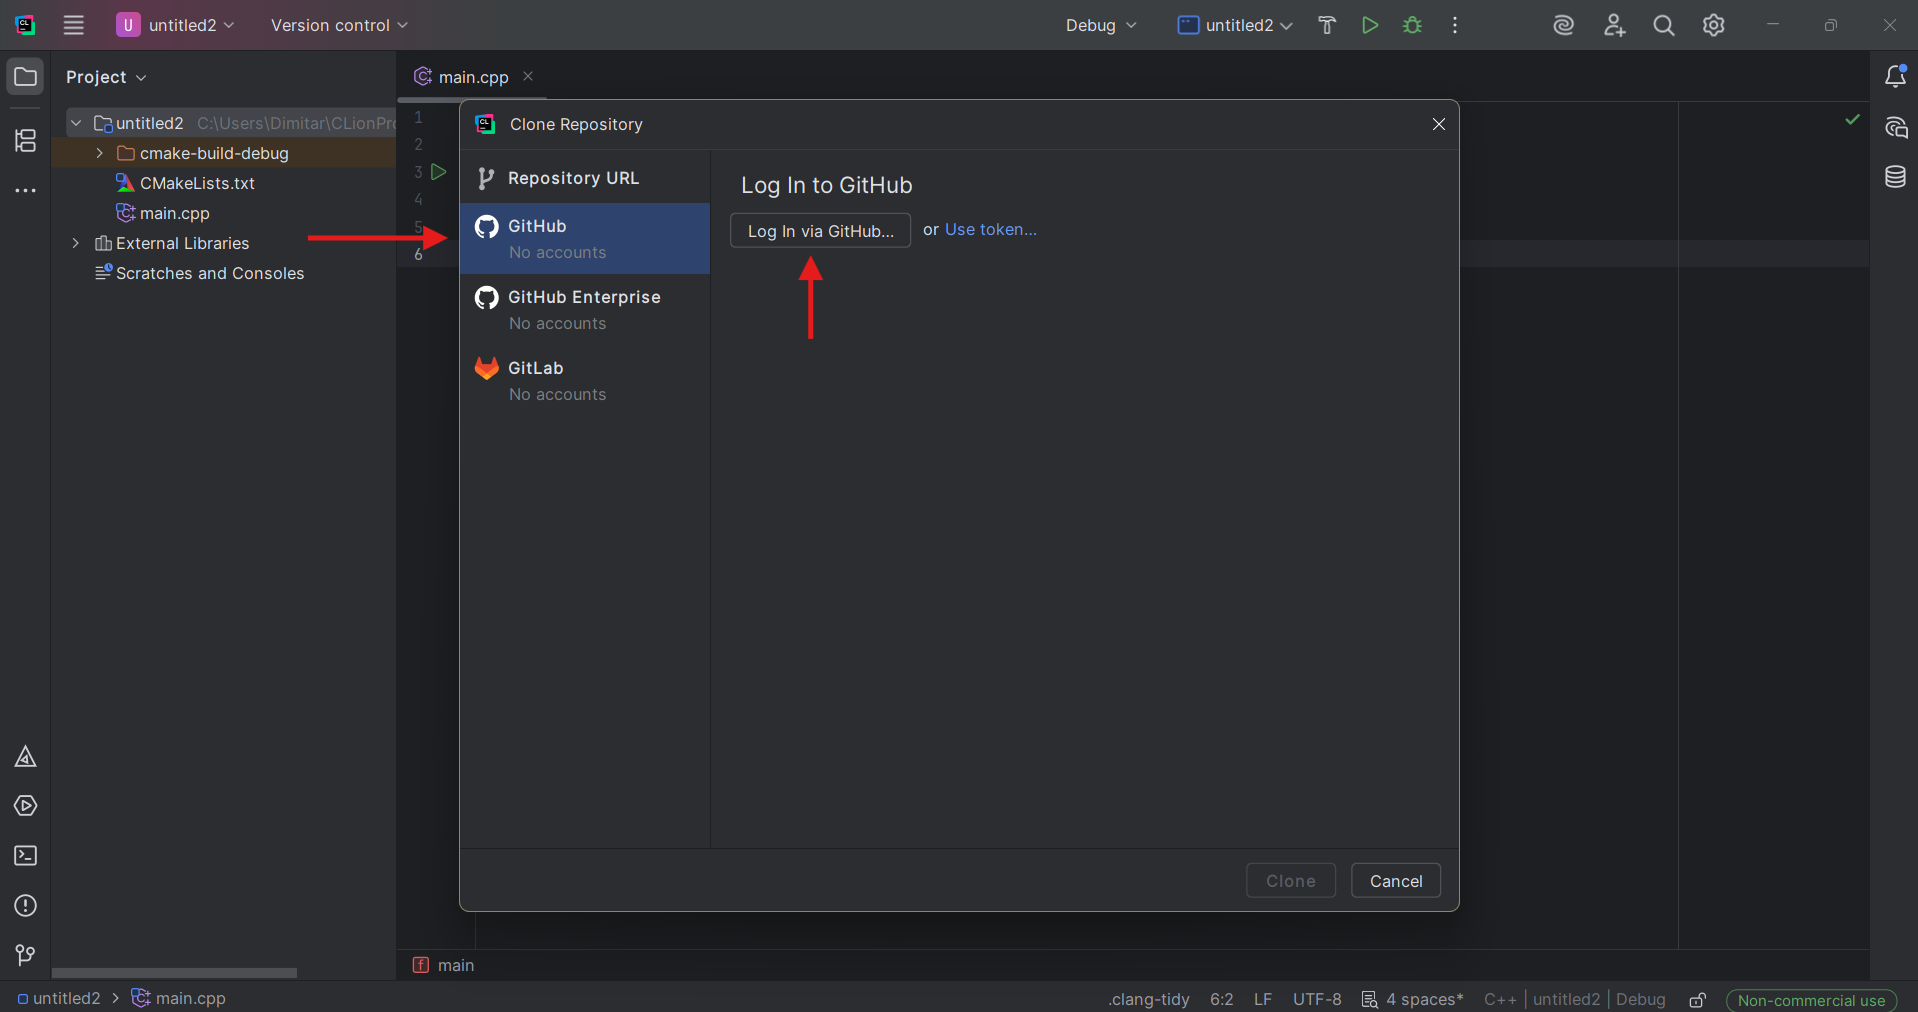 U untitled2 Version control Debug untitled2
Project
main.cpp
untitled2 C:\Users\Dimitar\CLionPro
cmake-build-debug
CMakeLists.txt
main.cpp
External Libraries
Scratches and Consoles
1
2
3
4
5
6
CL Clone Repository
Repository URL
GitHub
No accounts
GitHub Enterprise
No accounts
GitLab
No accounts
Log In to GitHub
Log In via GitHub... or Use token...
Clone Cancel
f main
untitled2 > main.cpp .clang-tidy 6:2 LF UTF-8 4 spaces* C++ | untitled2 | Debug Non-commercial use